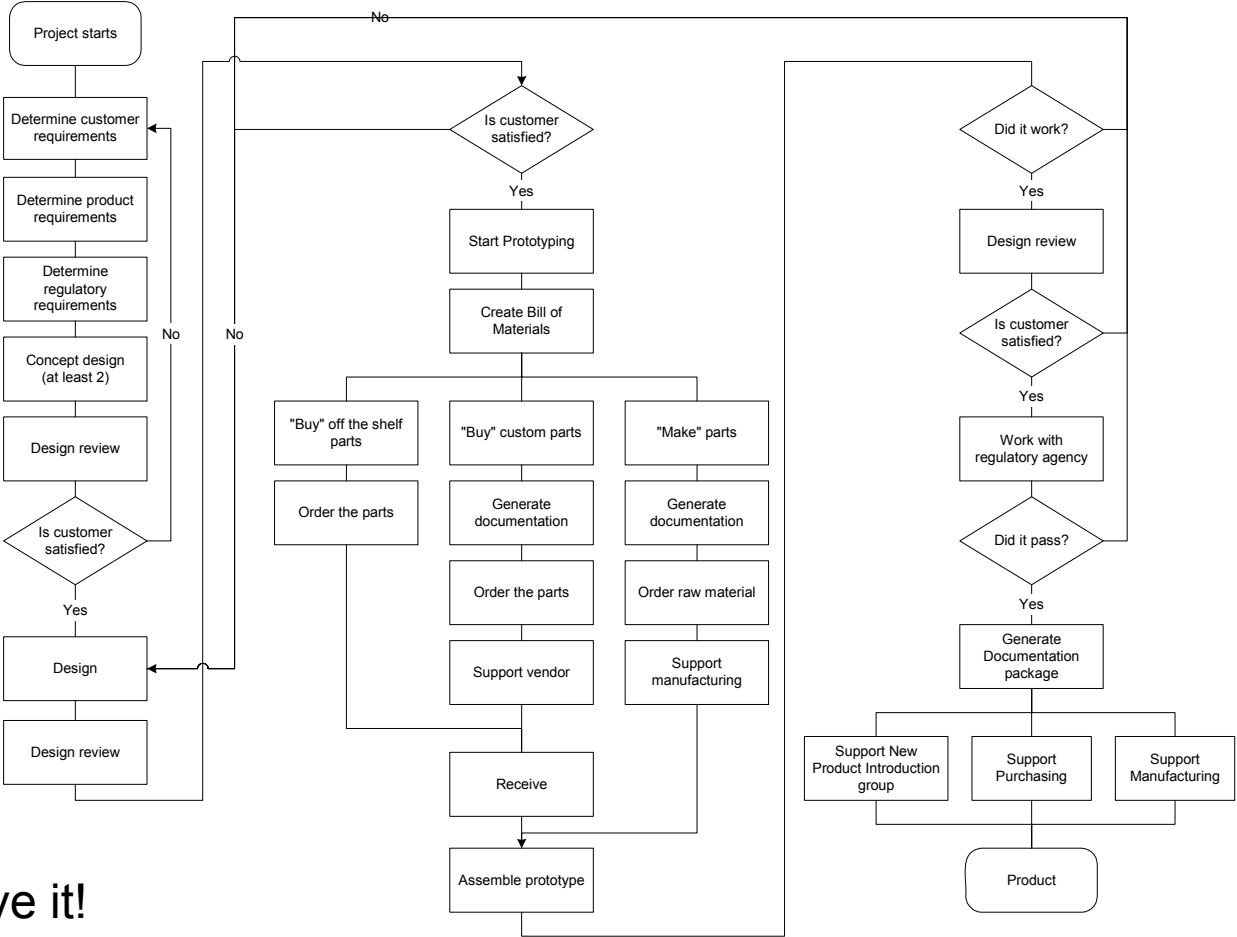 Project starts
Determine customer
requirements
Determine product
requirements
Determine
regulatory
requirements
Concept design
(at least 2)
Design review
Is customer
satisfied?
Yes
No
Design
Design review
No
No
Is customer
satisfied?
Yes
Start Prototyping
Create Bill of
Materials
"Buy" off the shelf
parts
Order the parts
"Buy" custom parts
Generate
documentation
Order the parts
Support vendor
"Make" parts
Generate
documentation
Order raw material
Support
manufacturing
Receive
Assemble prototype
Did it work?
Yes
Design review
Is customer
satisfied?
Yes
Work with
regulatory agency
Did it pass?
Yes
Generate
Documentation
package
Support New
Product Introduction
group
Support
Purchasing
Support
Manufacturing
Product
ve it!